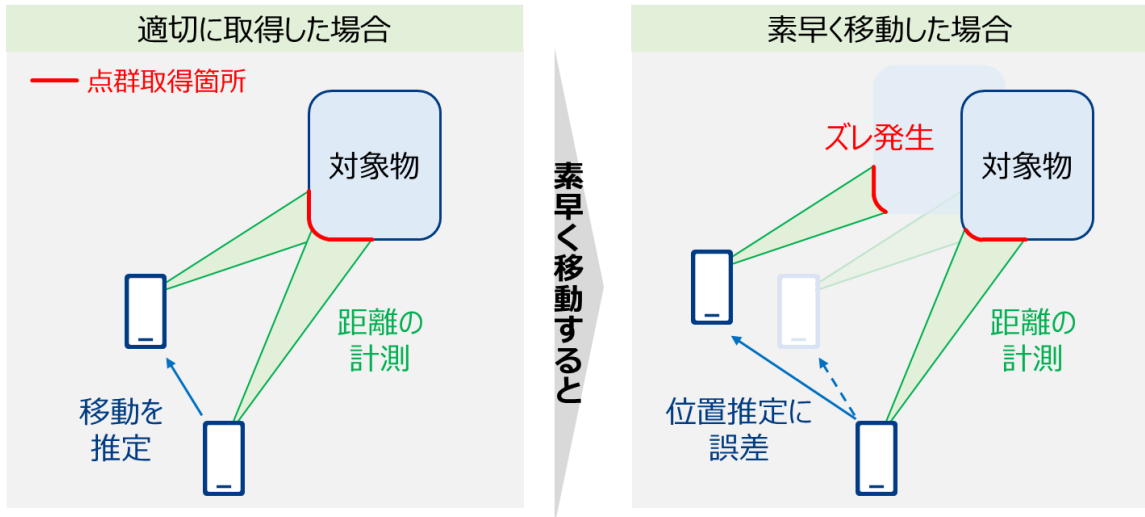 適切に取得した場合
点群取得箇所
対象物
距離の
計測
移動を
推定
素早く移動すると
素早く移動した場合
ズレ発生
対象物
距離の
計測
位置推定に
誤差